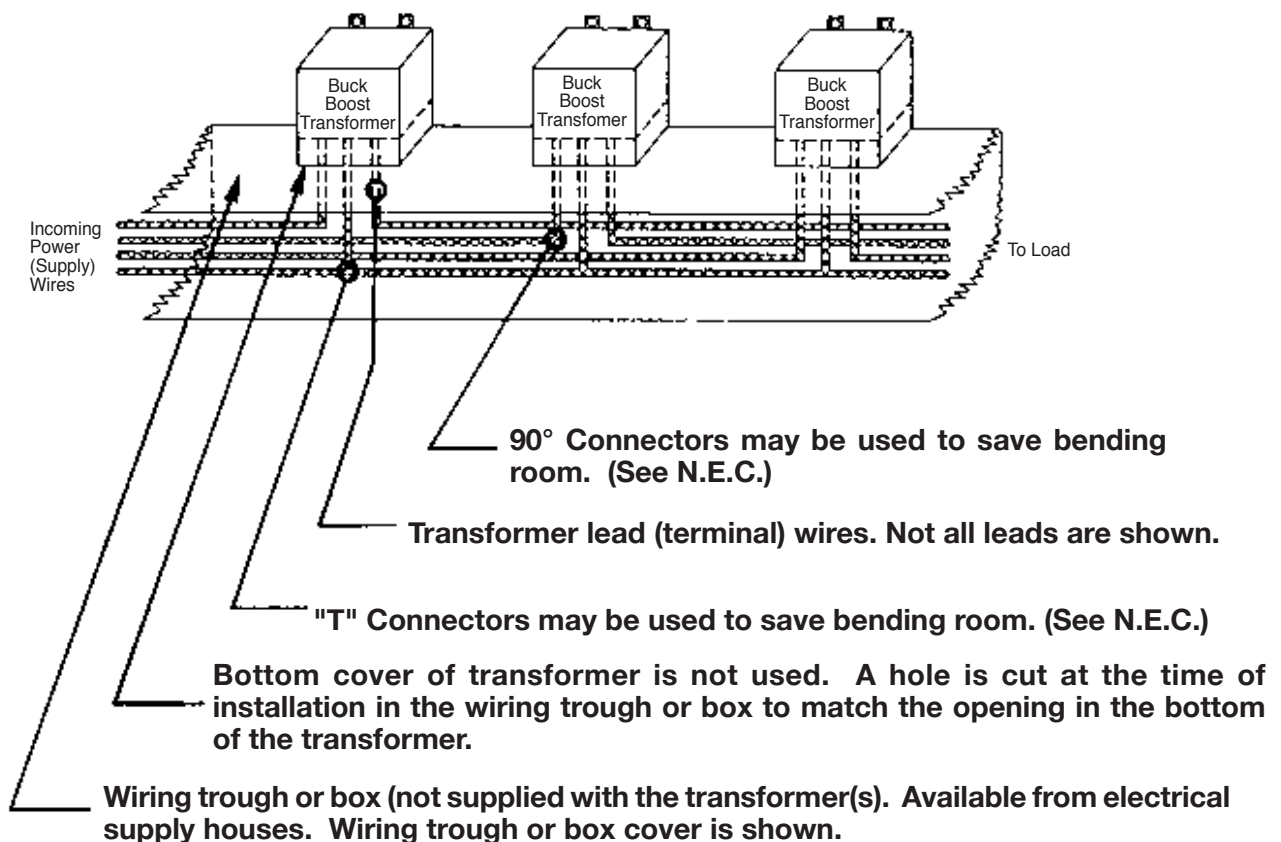 Buck
Boost
Transformer
Buck
Boost
Transfomer
Buck
Boost
Transformer
Incoming
Power
(Supply)
Wires
To Load
90° Connectors may be used to save bending
room. (See N.E.C.)
Transformer lead (terminal) wires. Not all leads are shown.
"T" Connectors may be used to save bending room. (See N.E.C.)
Bottom cover of transformer is not used. A hole is cut at the time of
installation in the wiring trough or box to match the opening in the bottom
of the transformer.
Wiring trough or box (not supplied with the transformer(s). Available from electrical
supply houses. Wiring trough or box cover is shown.